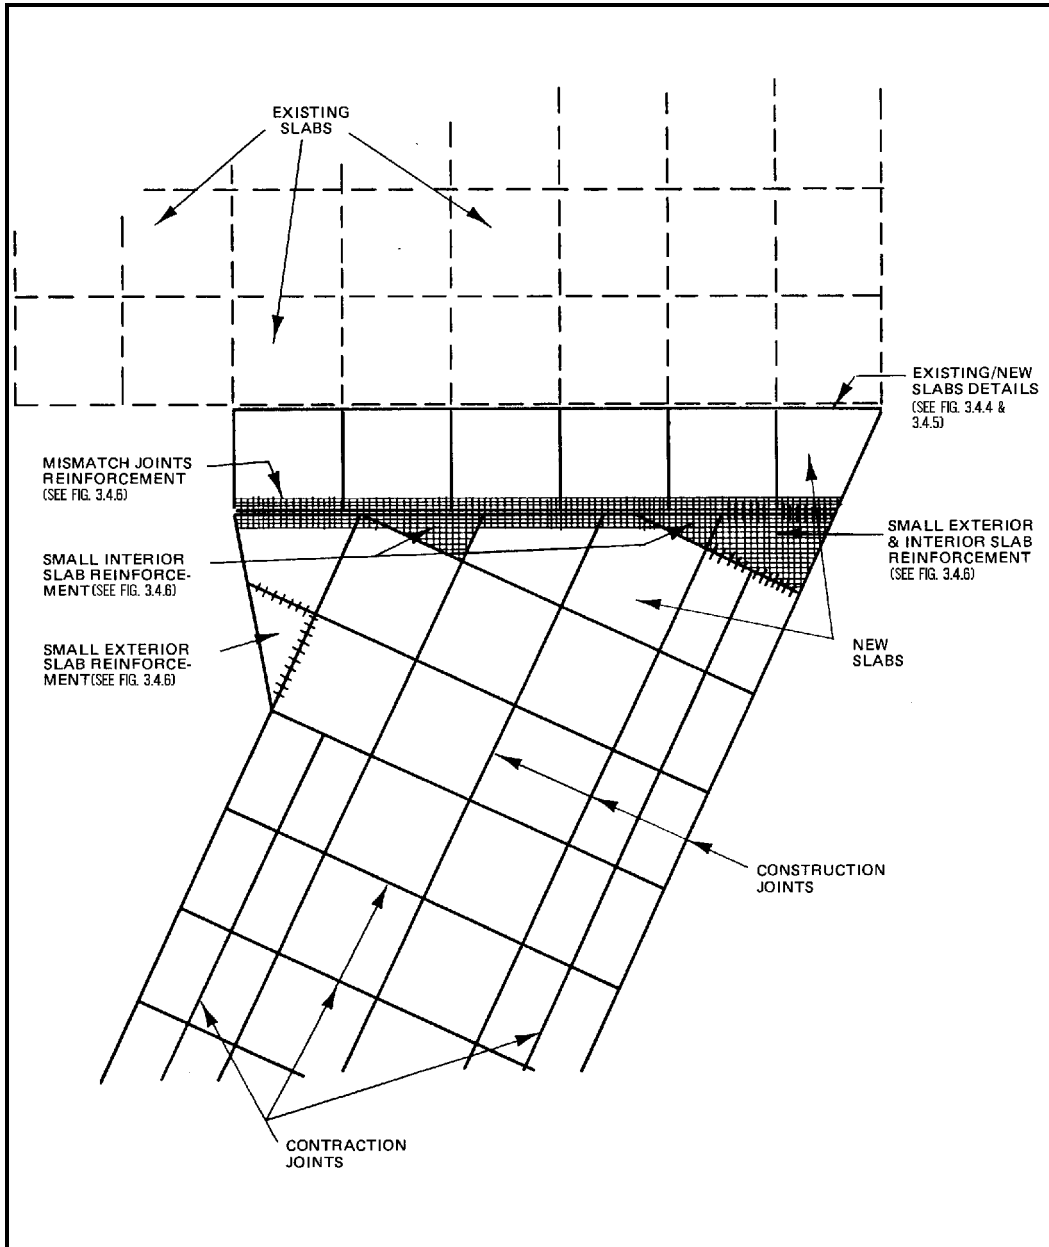 EXISTING
SLABS
EXISTING/NEW
SLABS DETAILS
(SEE FIG. 3.4.4 &
3.4.5)
MISMATCH JOINTS
REINFORCEMENT
(SEE FIG. 3.4.6)
SMALL INTERIOR
SLAB REINFORCE-
MENT(SEE FIG. 3.4.6)
SMALL EXTERIOR
& INTERIOR SLAB
REINFORCEMENT
(SEE FIG. 3.4.6)
SMALL EXTERIOR
SLAB REINFORCE-
MENT(SEE FIG. 3.4.6)
NEW
SLABS
CONSTRUCTION
JOINTS
CONTRACTION
JOINTS